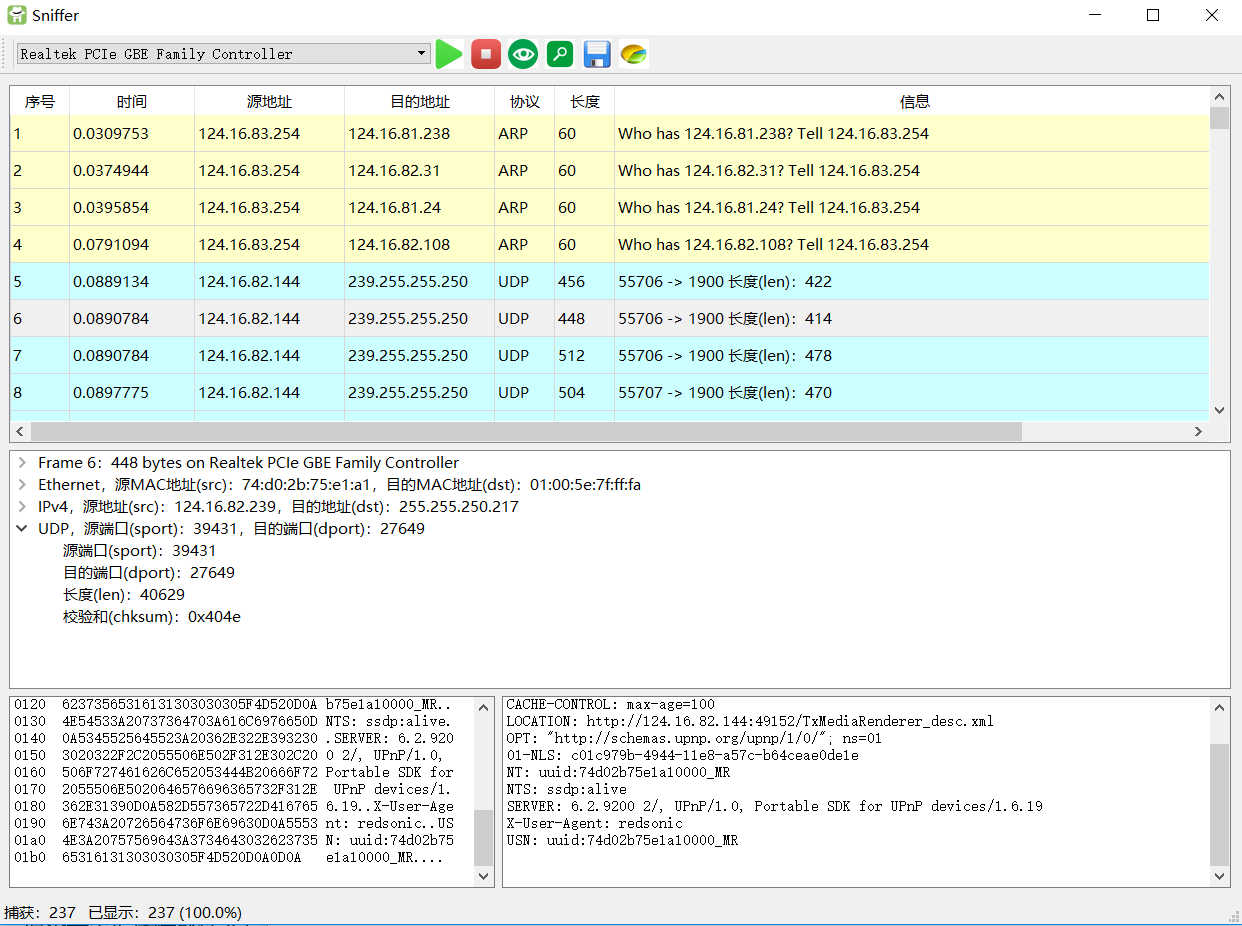 Sniffer
Realtek PCIe GBE Family Controller
序号 时间 源地址 目的地址 协议 长度 信息
1 0.0309753 124.16.83.254 124.16.81.238 ARP 60 Who has 124.16.81.238? Tell 124.16.83.254
2 0.0374944 124.16.83.254 124.16.82.31 ARP 60 Who has 124.16.82.31? Tell 124.16.83.254
3 0.0395854 124.16.83.254 124.16.81.24 ARP 60 Who has 124.16.81.24? Tell 124.16.83.254
4 0.0791094 124.16.83.254 124.16.82.108 ARP 60 Who has 124.16.82.108? Tell 124.16.83.254
5 0.0889134 124.16.82.144 239.255.255.250 UDP 456 55706 -> 1900 长度(len)：422
6 0.0890784 124.16.82.144 239.255.255.250 UDP 448 55706 -> 1900 长度(len)：414
7 0.0890784 124.16.82.144 239.255.255.250 UDP 512 55706 -> 1900 长度(len)：478
8 0.0897775 124.16.82.144 239.255.255.250 UDP 504 55707 -> 1900 长度(len)：470
Frame 6：448 bytes on Realtek PCIe GBE Family Controller
Ethernet，源MAC地址(src)：74:d0:2b:75:e1:a1，目的MAC地址(dst)：01:00:5e:7f:ff:fa
IPv4，源地址(src)：124.16.82.239，目的地址(dst)：255.255.250.217
UDP，源端口(sport)：39431，目的端口(dport)：27649
源端口(sport)：39431
目的端口(dport)：27649
长度(len)：40629
校验和(chksum)：0x404e
0120 62373565316131303030305F4D520D0A b75e1a10000_MR..
0130 4E54533A20737364703A616C6976650D NTS: ssdp:alive.
0140 0A5345525645523A20362E322E393230 .SERVER: 6.2.920
0150 3020322F2C2055506E502F312E302C20 0 2/, UPnP/1.0,
0160 506F727461626C652053444B20666F72 Portable SDK for
0170 2055506E5020646576696365732F312E UPnP devices/1.
0180 362E31390D0A582D557365722D416765 6.19..X-User-Age
0190 6E743A20726564736F6E69630D0A5553 nt: redsonic..US
01a0 4E3A20757569643A3734643032623735 N: uuid:74d02b75
01b0 65316131303030305F4D520D0A0D0A e1a10000_MR....
CACHE-CONTROL: max-age=100
LOCATION: http://124.16.82.144:49152/TxMediaRenderer_desc.xml
OPT: "http://schemas.upnp.org/upnp/1/0/"; ns=01
01-NLS: c01c979b-4944-11e8-a57c-b64ceae0de1e
NT: uuid:74d02b75e1a10000_MR
NTS: ssdp:alive
SERVER: 6.2.9200 2/, UPnP/1.0, Portable SDK for UPnP devices/1.6.19
X-User-Agent: redsonic
USN: uuid:74d02b75e1a10000_MR
捕获：237 已显示：237 (100.0%)